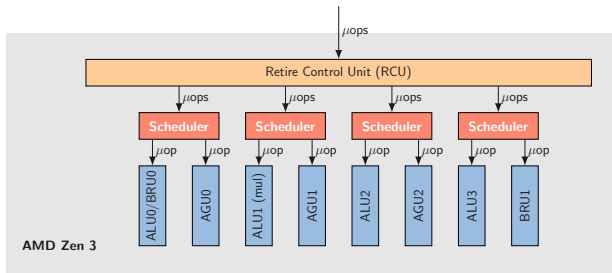 μops
Retire Control Unit (RCU)
μops
μops
μops
μops
Scheduler
Scheduler
Scheduler
Scheduler
μop
μop
μop
μop
μop
μop
μop
μop
ALU0/BRU0
AGU0
ALU1 (mul)
AGU1
ALU2
AGU2
ALU3
BRU1
AMD Zen 3